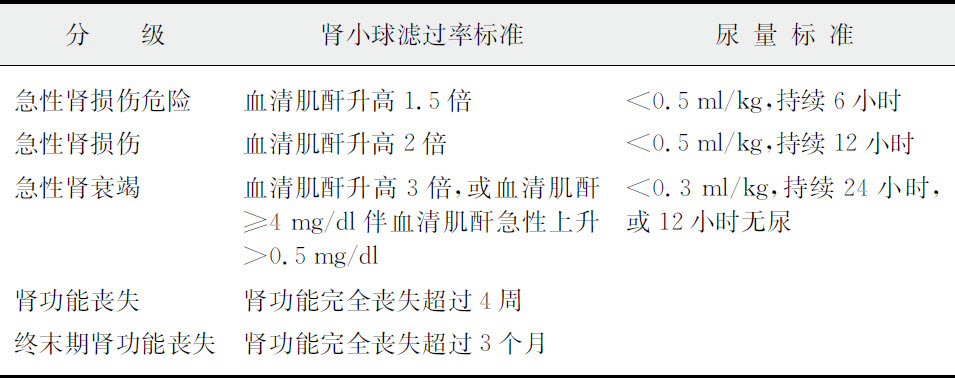 分 级 肾小球滤过率标准 尿量标准
急性肾损伤危险 血清肌酐升高 1.5 倍 <0.5 ml/kg,持续 6 小时
急性肾损伤 血清肌酐升高 2 倍 <0.5 ml/kg,持续 12 小时
急性肾衰竭 血清肌酐升高 3 倍,或血清肌酐 <0.3 ml/kg,持续 24 小时,
≥4 mg/dl 伴血清肌酐急性上升 或 12 小时无尿
>0.5 mg/dl
肾功能丧失 肾功能完全丧失超过 4 周
终末期肾功能丧失 肾功能完全丧失超过 3 个月